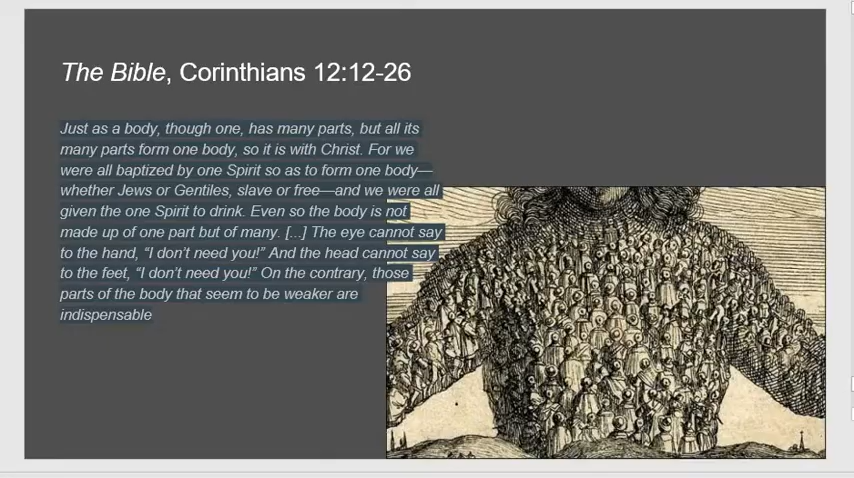 The Bible, Corinthians 12:12-26
Just as a body, though one, has many parts, but all its
many parts form one body, so it is with Christ. For we
were all baptized by one Spirit so as to form one body—
whether Jews or Gentiles, slave or free—and we were all
given the one Spirit to drink. Even so the body is not
made up of one part but of many. [...] The eye cannot say
to the hand, “I don’t need you!” And the head cannot say
to the feet, “I don’t need you!” On the contrary, those
parts of the body that seem to be weaker are
indispensable